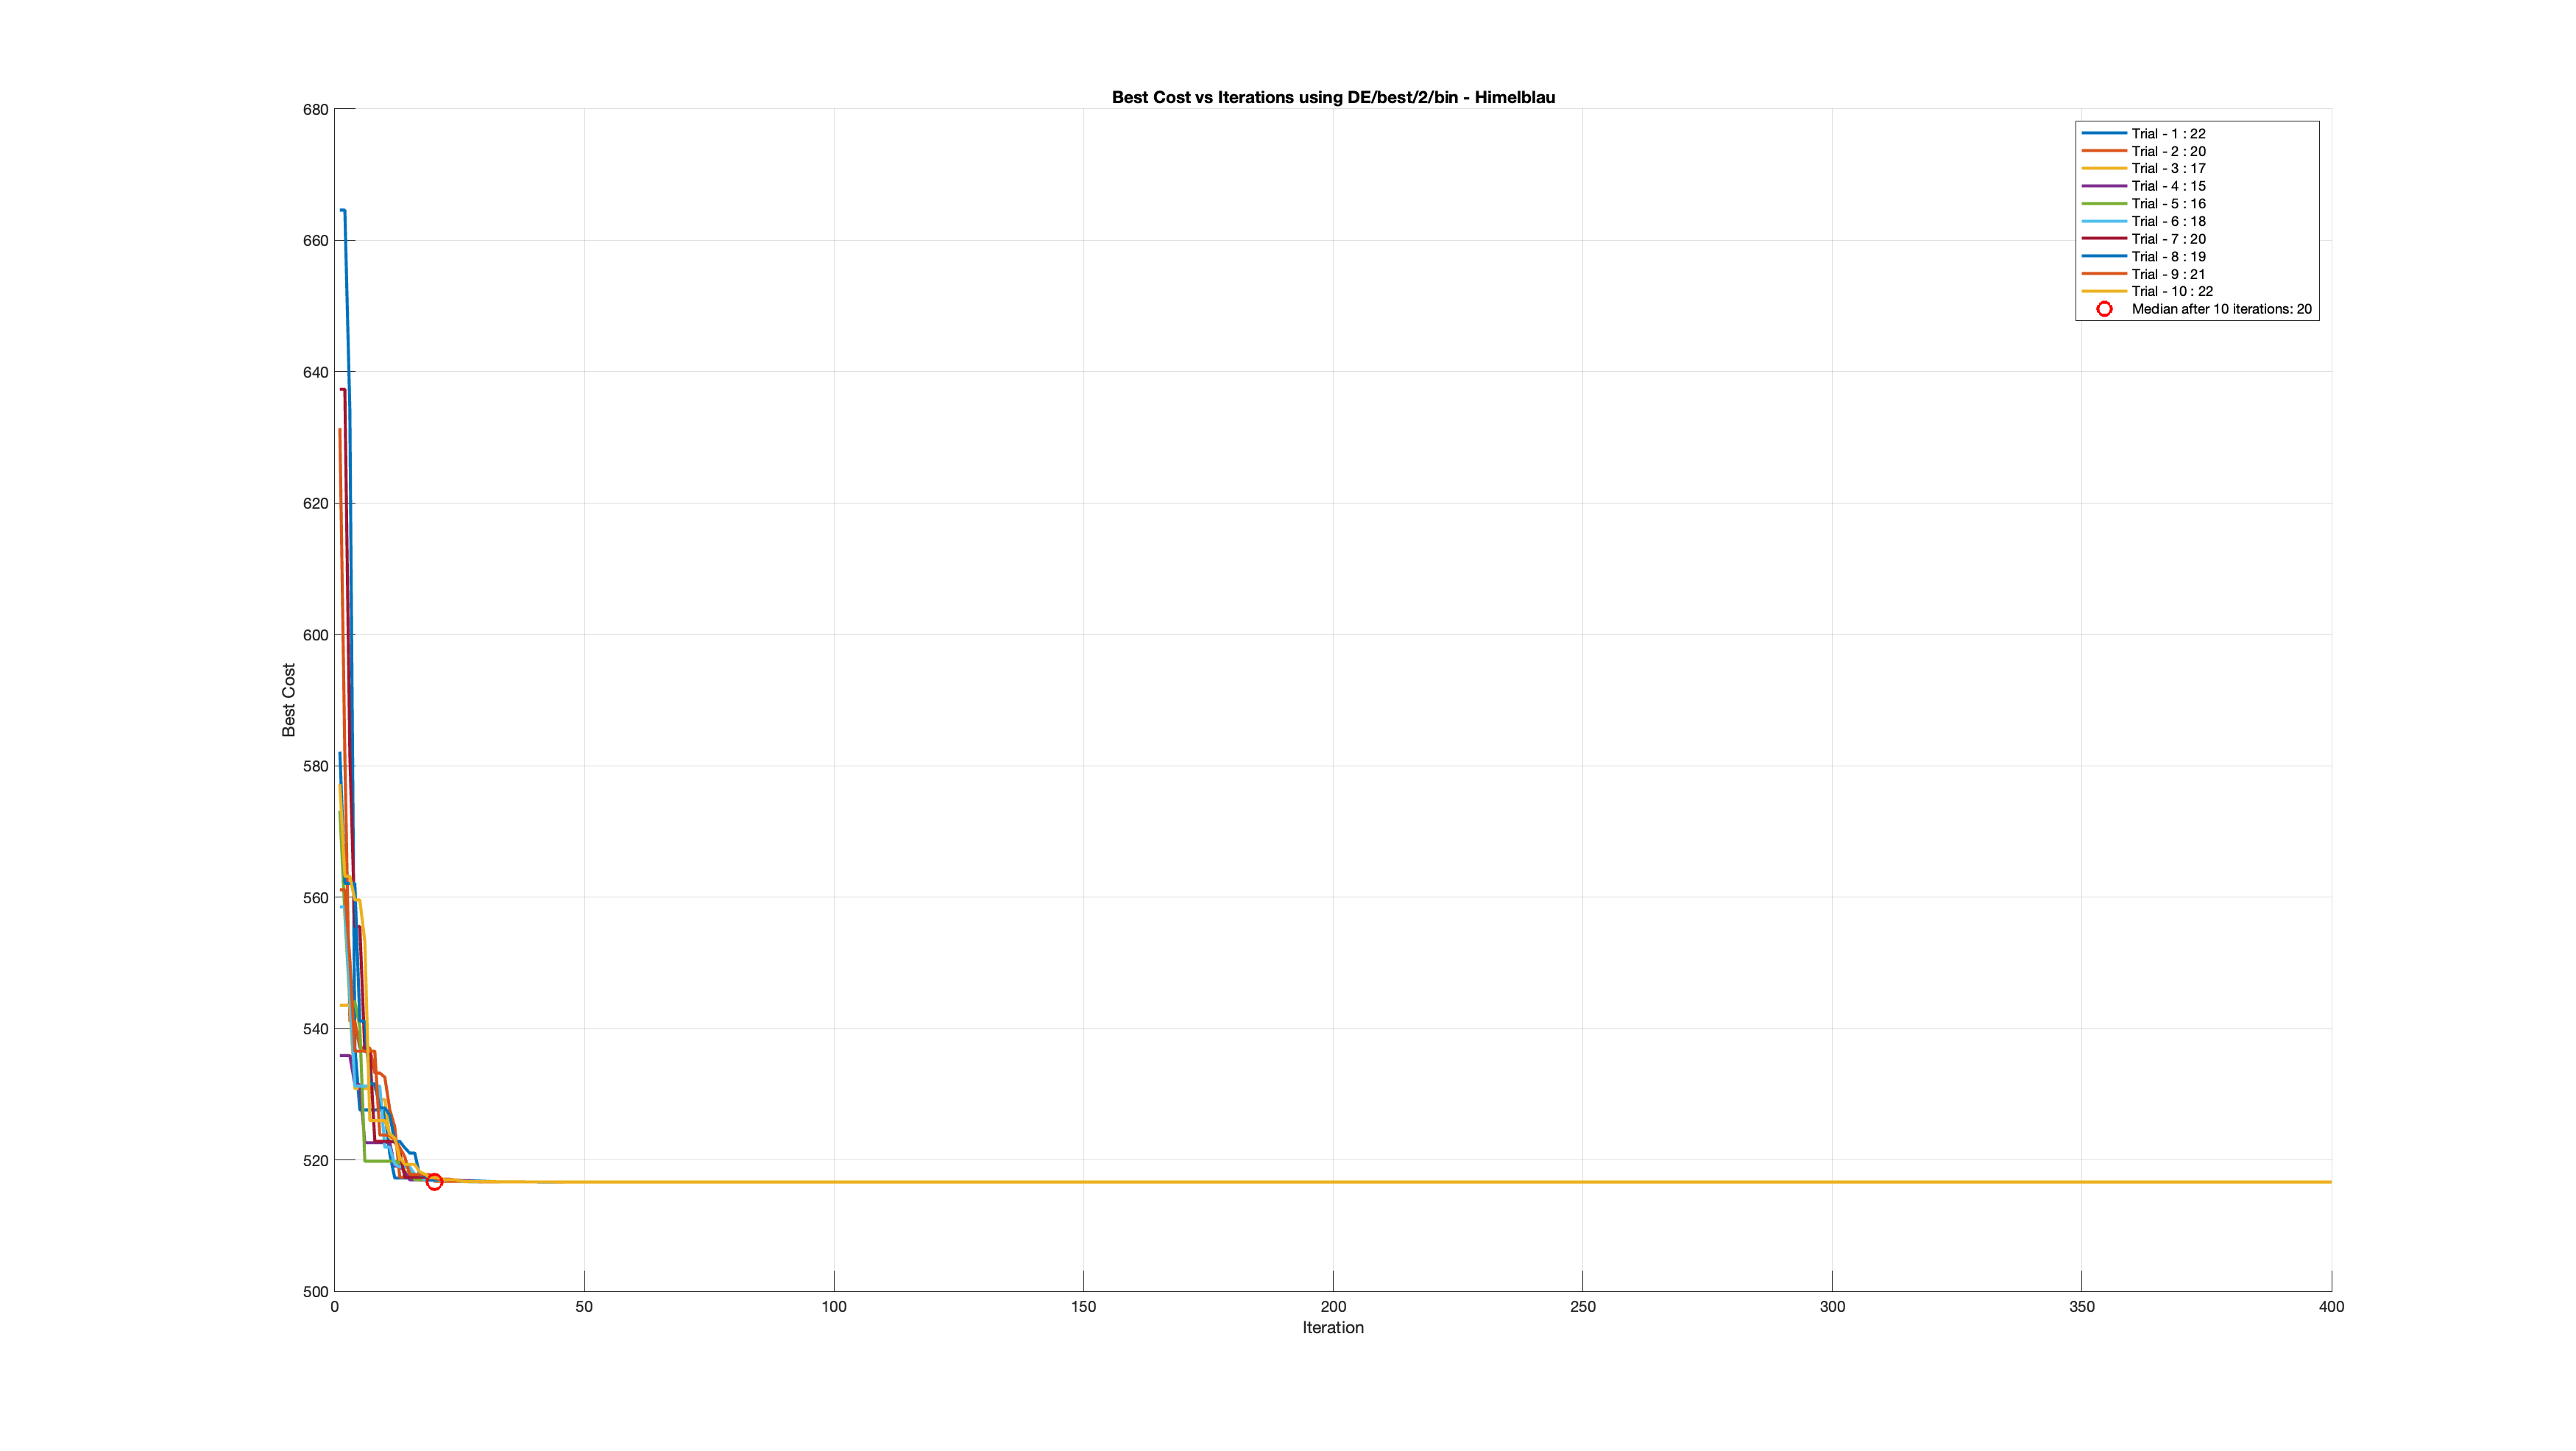 Best Cost vs Iterations using DE/best/2/bin - Himelblau
680
660
640
620
600
580
560
540
520
500
Best Cost
Trial - 1 : 22
Trial - 2 : 20
Trial - 3 : 17
Trial - 4 : 15
Trial - 5 : 16
Trial - 6 : 18
Trial - 7 : 20
Trial - 8 : 19
Trial - 9 : 21
Trial - 10 : 22
Median after 10 iterations: 20
0 50 100 150 200 250 300 350 400
Iteration